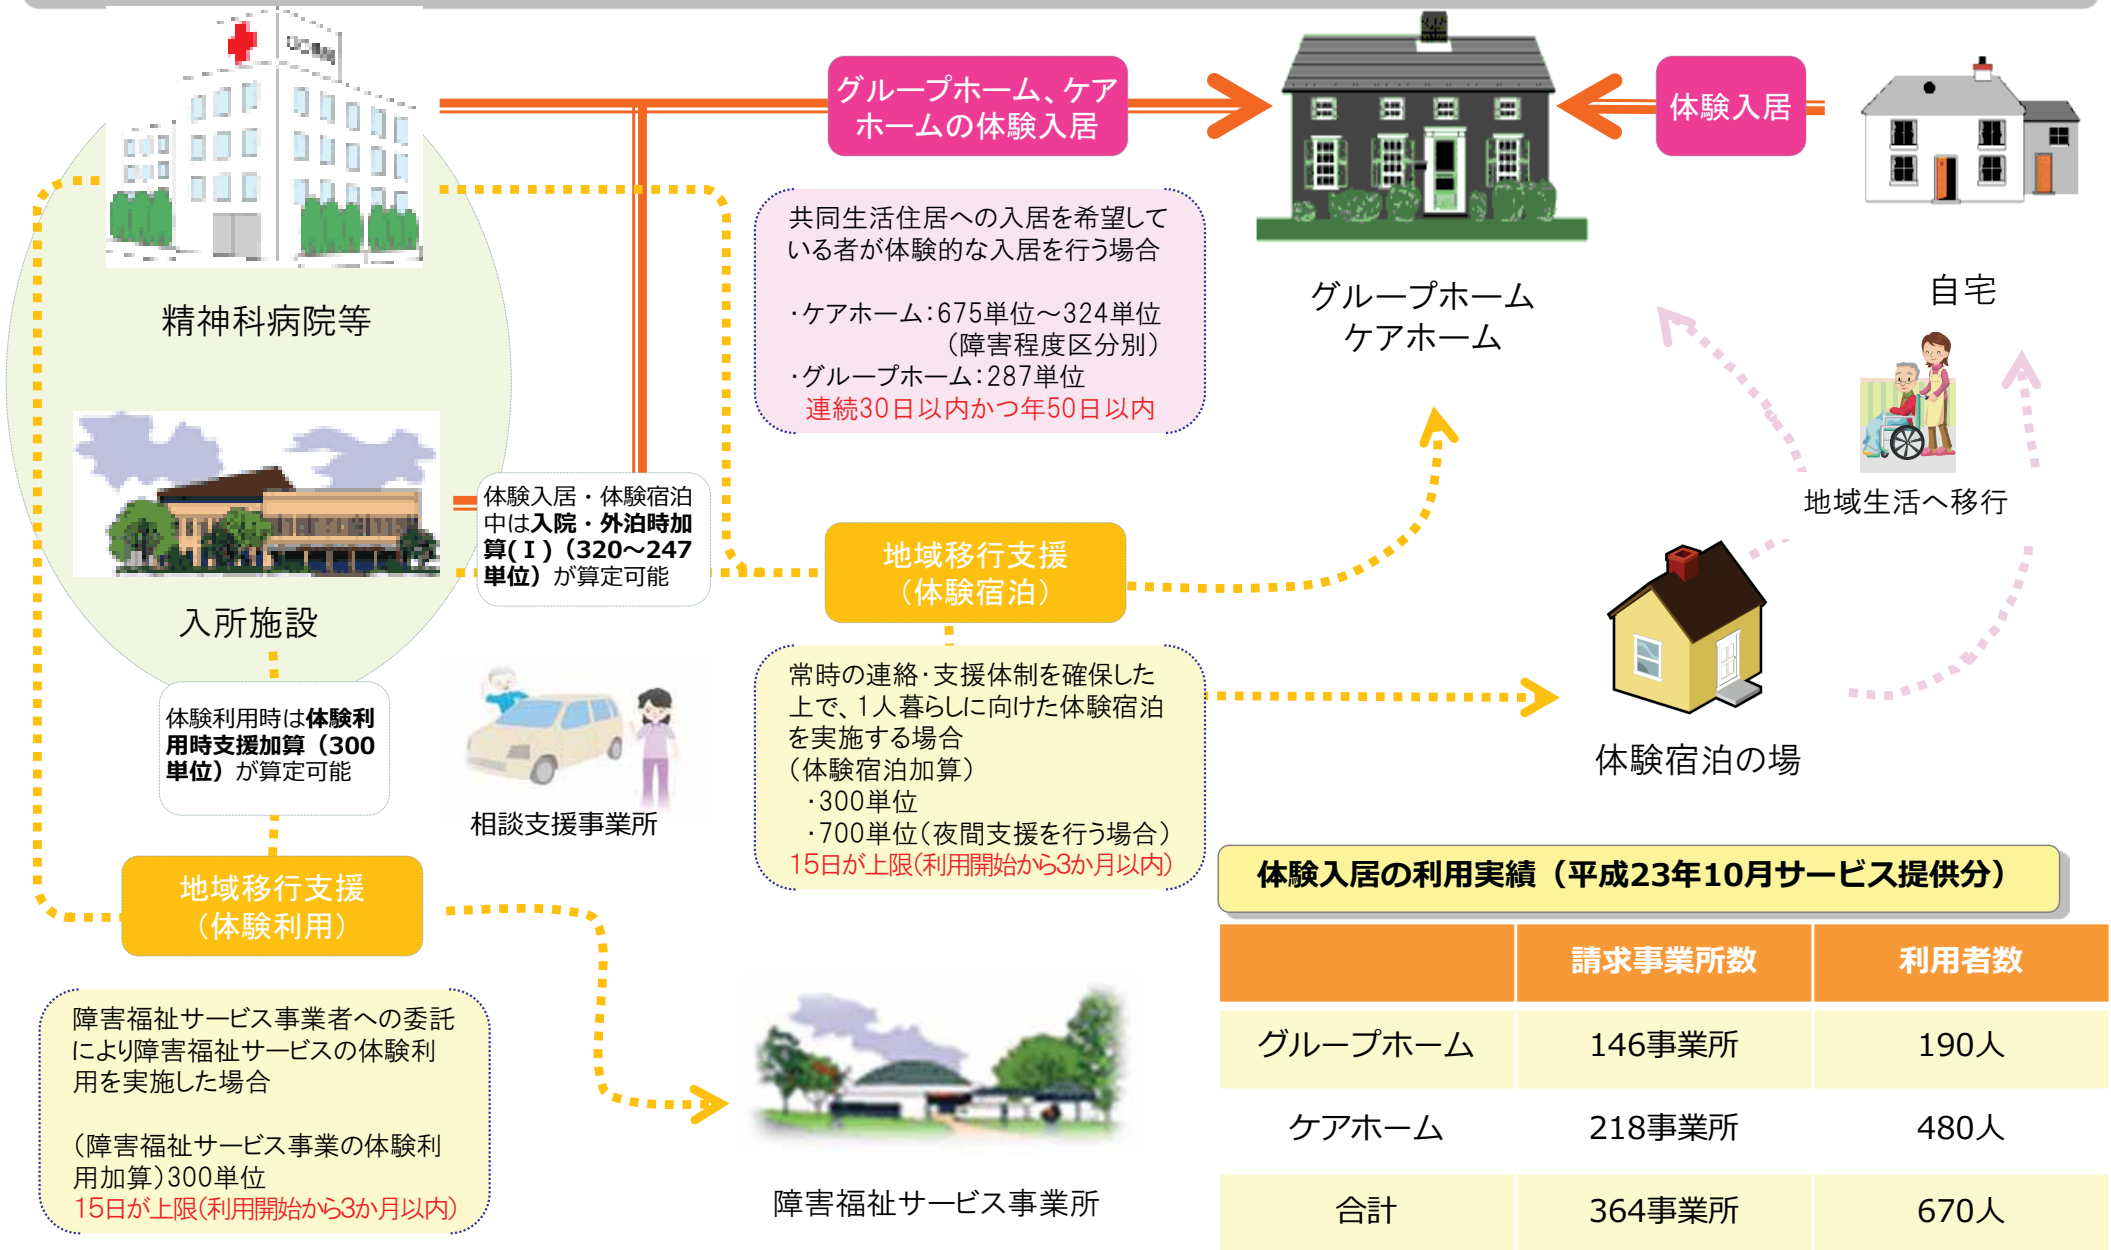 グループホーム、ケア
ホームの体験入居
体験入居
共同生活住居への入居を希望して
いる者が体験的な入居を行う場合
・ケアホーム：675単位～324単位
（障害程度区分別）
・グループホーム：287単位
連続30日以内かつ年50日以内
精神科病院等
グループホーム
ケアホーム
自宅
地域生活へ移行
体験入居・体験宿泊
中は入院・外泊時加
算(Ⅰ)（320～247
単位）が算定可能
地域移行支援
（体験宿泊）
入所施設
体験利用時は体験利
用時支援加算（300
単位）が算定可能
相談支援事業所
常時の連絡・支援体制を確保した
上で、1人暮らしに向けた体験宿泊
を実施する場合
（体験宿泊加算）
・300単位
・700単位（夜間支援を行う場合）
15日が上限(利用開始から3か月以内)
体験宿泊の場
地域移行支援
（体験利用）
障害福祉サービス事業者への委託
により障害福祉サービスの体験利
用を実施した場合
（障害福祉サービス事業の体験利
用加算）300単位
15日が上限(利用開始から3か月以内)
障害福祉サービス事業所
体験入居の利用実績（平成23年10月サービス提供分）
請求事業所数 利用者数
グループホーム 146事業所 190人
ケアホーム 218事業所 480人
合計 364事業所 670人